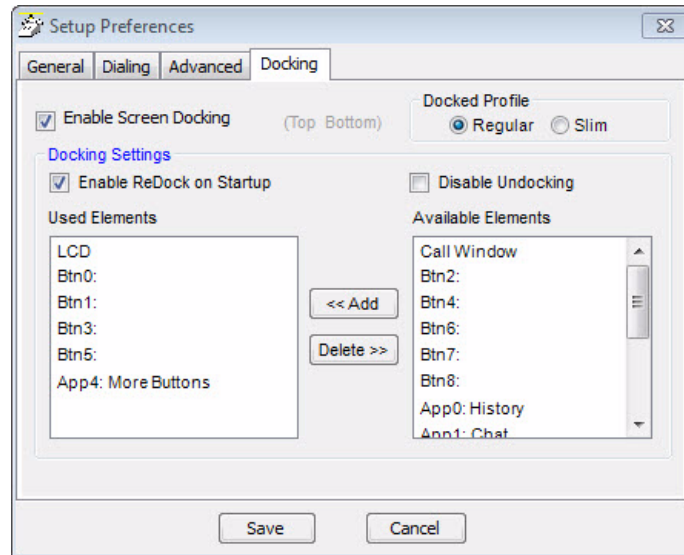 Setup Preferences
General Dialing Advanced Docking
Enable Screen Docking (Top Bottom)
Docked Profile
Regular Slim
Docking Settings
Enable ReDock on Startup Disable Undocking
Used Elements
LCD
Btn0:
Btn1:
Btn3:
Btn5:
App4: More Buttons
<< Add
Delete >>
Available Elements
Call Window
Btn2:
Btn4:
Btn6:
Btn7:
Btn8:
App0: History
App1: Chat
Save Cancel